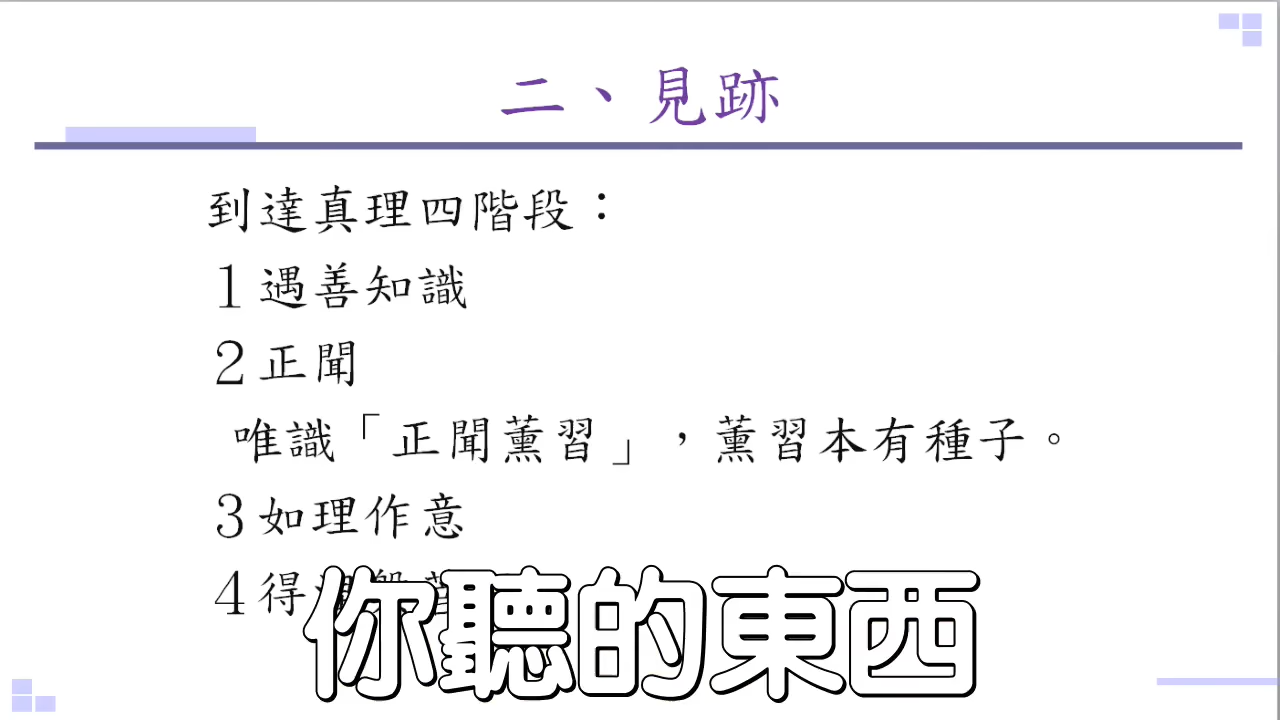 二、見跡
到達真理四階段：
1遇善知識
2正聞
唯識「正聞薰習」，薰習本有種子。
3如理作意
4得
你聽的東西